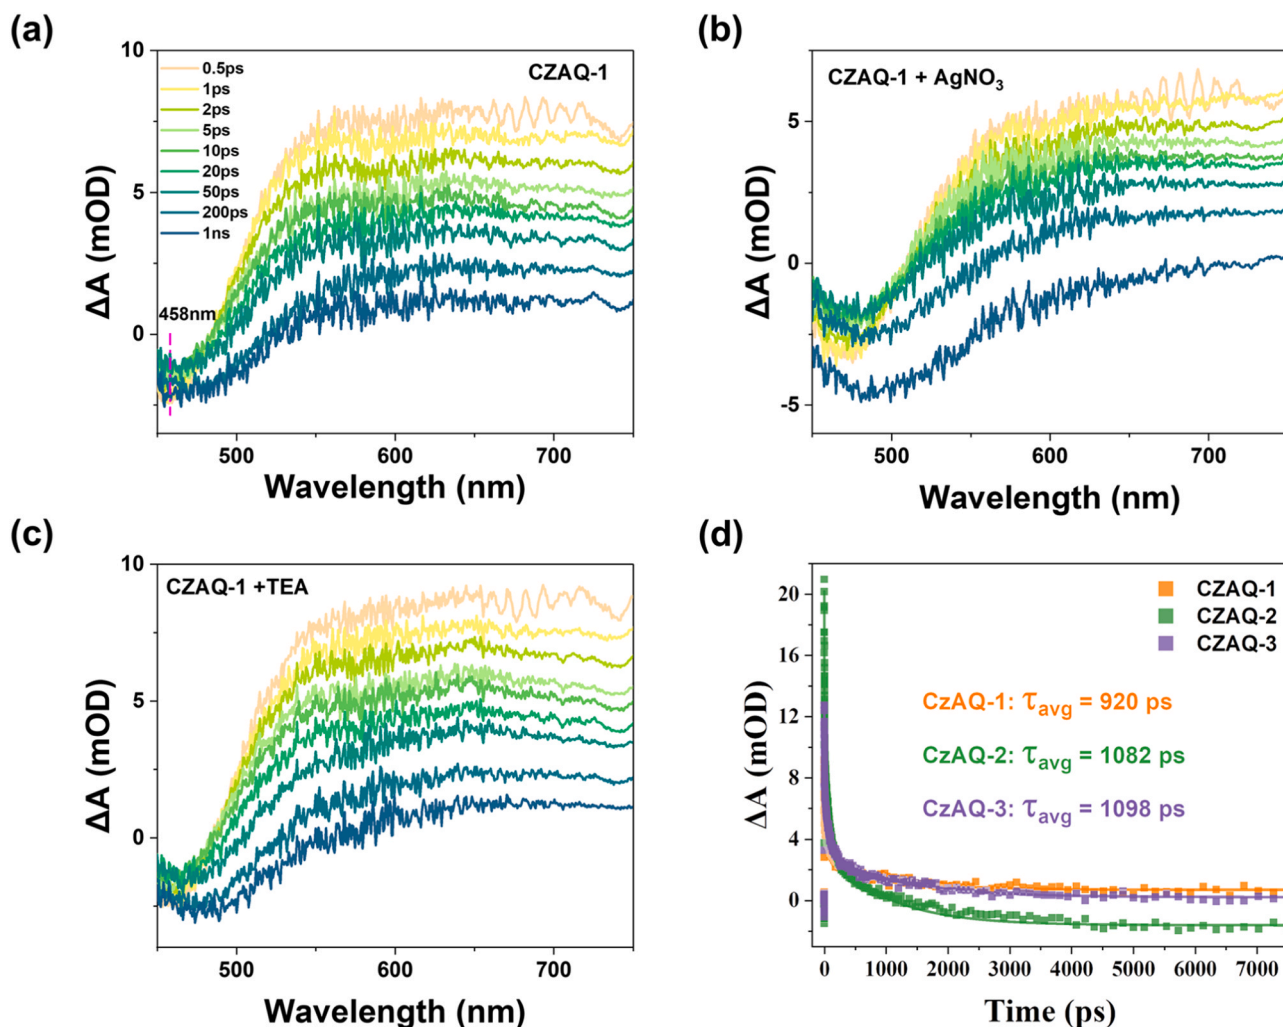 (a)
10
5
0
ΔA (mOD)
0.5ps
1ps
2ps
5ps
10ps
20ps
50ps
200ps
1ns
CZAQ-1
458nm
500
600
700
Wavelength (nm)
(b)
5
0
-5
ΔA (mOD)
CZAQ-1 + AgNO₃
500
600
700
Wavelength (nm)
(c)
10
5
0
ΔA (mOD)
CZAQ-1 +TEA
500
600
700
Wavelength (nm)
(d)
20
16
12
8
4
0
ΔA (mOD)
CZAQ-1
CZAQ-2
CZAQ-3
CzAQ-1: τavg = 920 ps
CzAQ-2: τavg = 1082 ps
CzAQ-3: τavg = 1098 ps
0 1000 2000 3000 4000 5000 6000 7000
Time (ps)